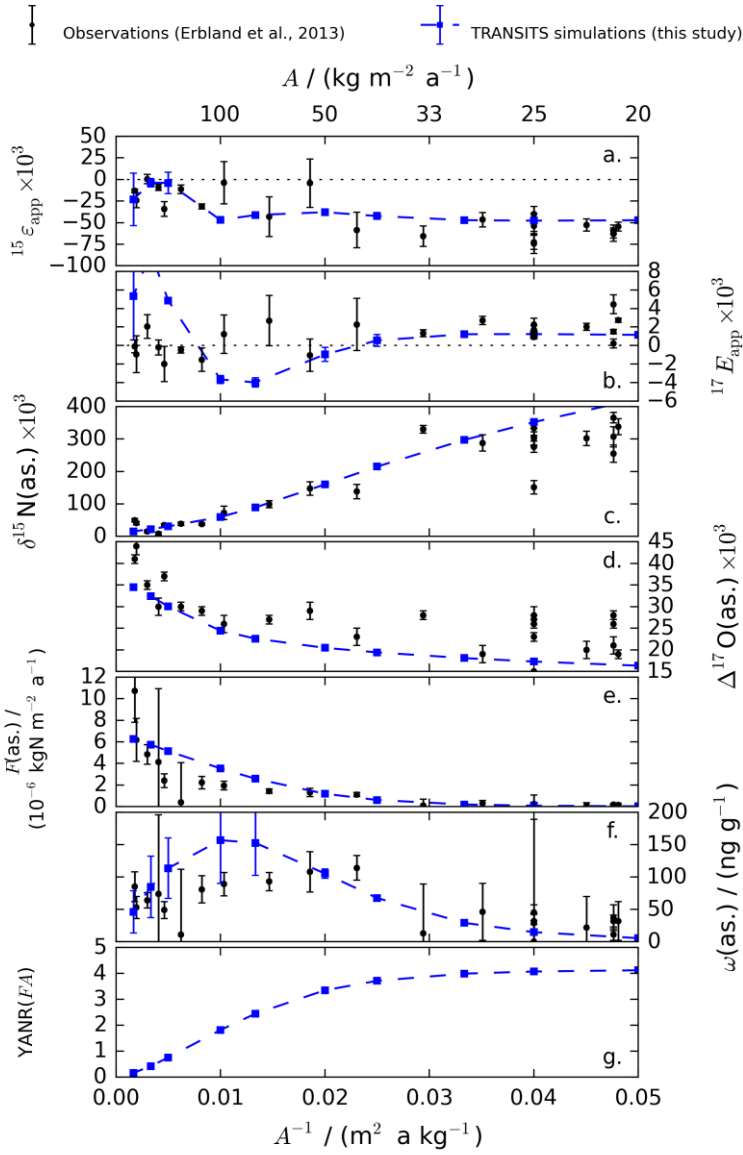 Observations (Erbland et al., 2013)
TRANSITS simulations (this study)
A / (kg m⁻² a⁻¹)
100 50 33 25 20
¹⁵ε_app ×10³
50
25
0
−25
−50
−75
−100
a.
8
6
4
2
0
−2
−4
−6
¹⁷E_app ×10³
b.
δ¹⁵N(as.) ×10³
400
300
200
100
0
c.
45
40
35
30
25
20
15
Δ¹⁷O(as.) ×10³
d.
F(as.) /
(10⁻⁶ kgN m⁻² a⁻¹)
12
10
8
6
4
2
0
e.
200
150
100
50
0
ω(as.) / (ng g⁻¹)
f.
YANR(FA)
5
4
3
2
1
0
g.
0.00 0.01 0.02 0.03 0.04 0.05
A⁻¹ / (m² a kg⁻¹)